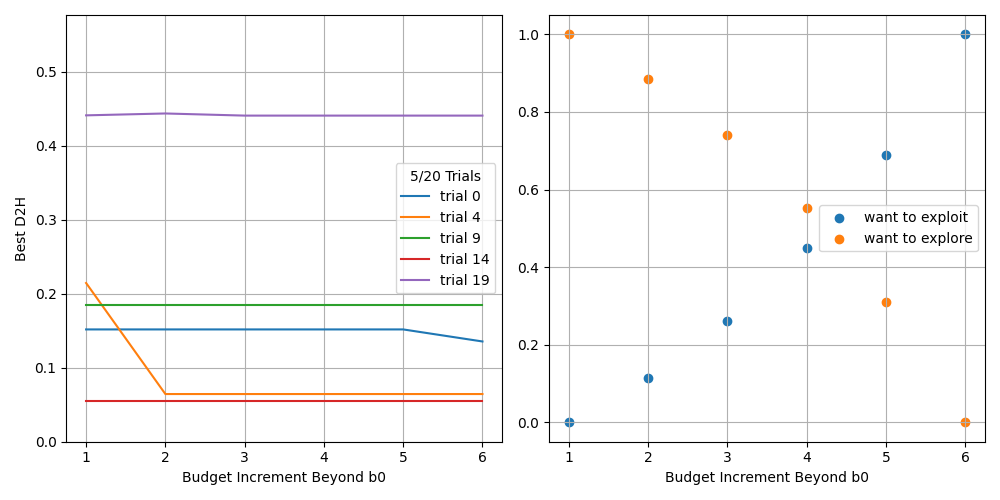 0.5
0.4
0.3
0.2
0.1
0.0
Best D2H
1 2 3 4 5 6
Budget Increment Beyond b0
5/20 Trials
trial 0
trial 4
trial 9
trial 14
trial 19
1.0
0.8
0.6
0.4
0.2
0.0
1 2 3 4 5 6
Budget Increment Beyond b0
want to exploit
want to explore